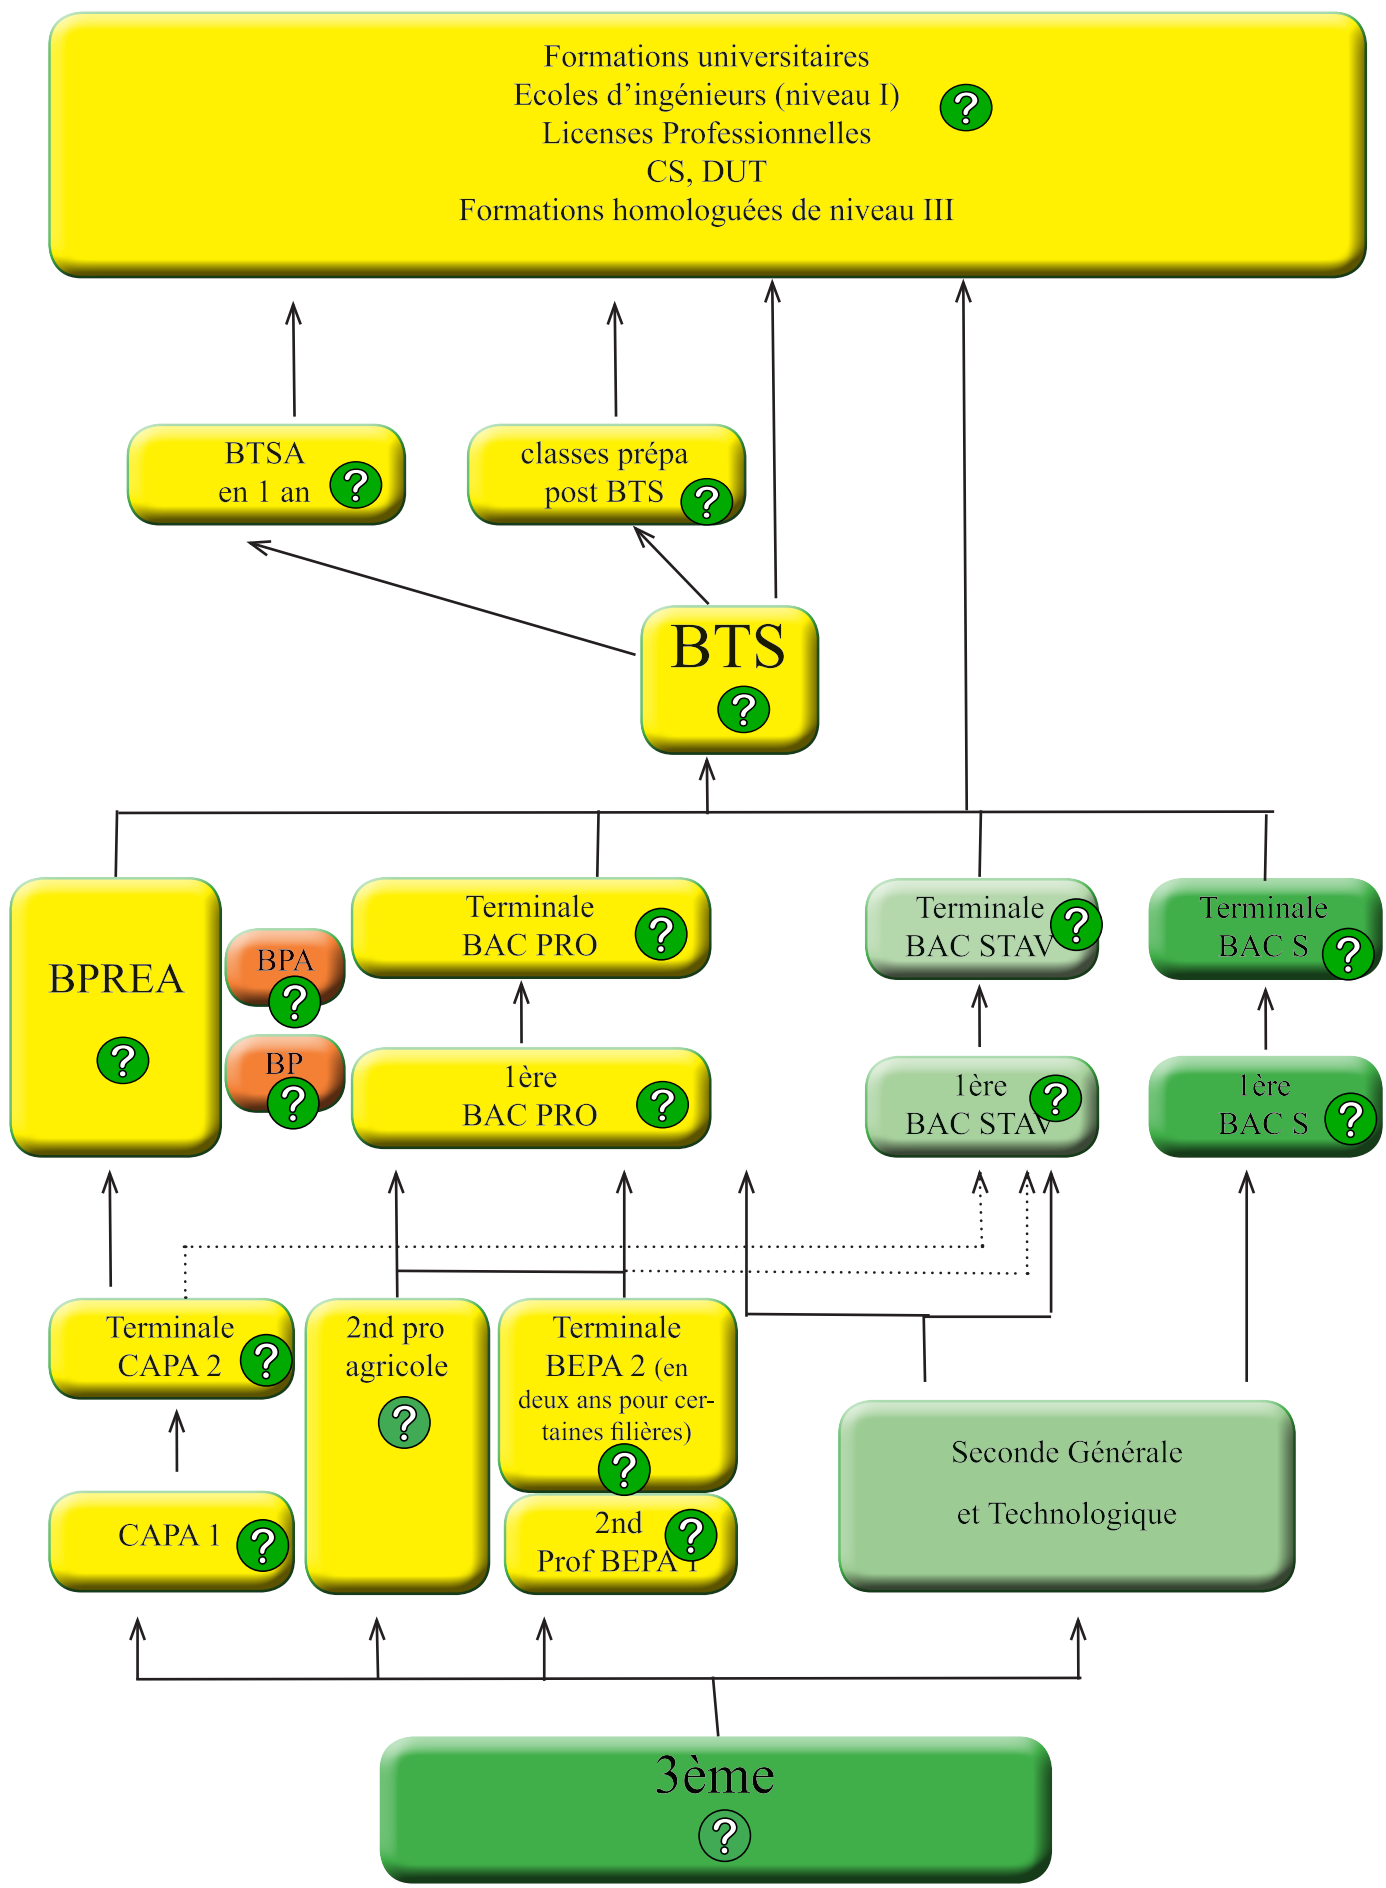 Formations universitaires
Ecoles d'ingénieurs (niveau I)
?
Licenses Professionnelles
CS, DUT
Formations homologuées de niveau III
BTSA
en 1 an
?
classes prépa
post BTS
?
BTS
?
BPREA
?
BPA
?
BP
?
Terminale
BAC PRO
?
1ère
BAC PRO
?
Terminale
BAC STAV
?
1ère
BAC STAV
?
Terminale
BAC S
?
1ère
BAC S
?
Terminale
CAPA 2
?
CAPA 1
?
2nd pro
agricole
?
Terminale
BEPA 2 (en
deux ans pour cer-
taines filières)
?
2nd
Prof BEPA 1
?
Seconde Générale
et Technologique
3ème
?